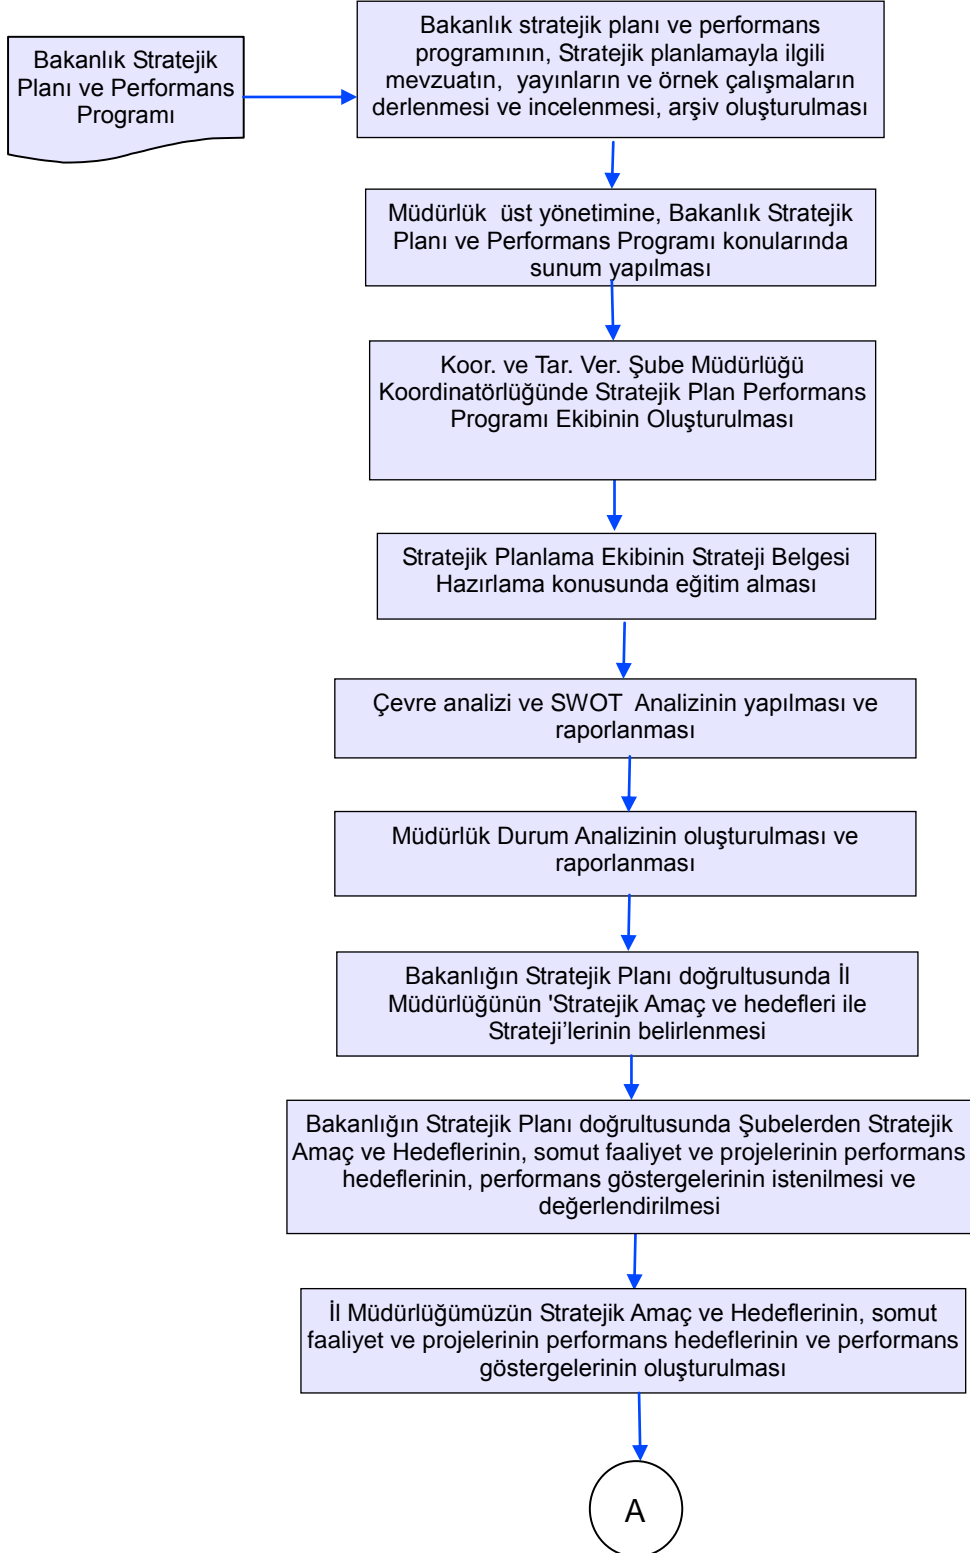 Bakanlık Stratejik
Planı ve Performans
Programı
Bakanlık stratejik planı ve performans
programının, Stratejik planlamayla ilgili
mevzuatın, yayınların ve örnek çalışmaların
derlenmesi ve incelenmesi, arşiv oluşturulması
Müdürlük üst yönetimine, Bakanlık Stratejik
Planı ve Performans Programı konularında
sunum yapılması
Koor. ve Tar. Ver. Şube Müdürlüğü
Koordinatörlüğünde Stratejik Plan Performans
Programı Ekibinin Oluşturulması
Stratejik Planlama Ekibinin Strateji Belgesi
Hazırlama konusunda eğitim alması
Çevre analizi ve SWOT Analizinin yapılması ve
raporlanması
Müdürlük Durum Analizinin oluşturulması ve
raporlanması
Bakanlığın Stratejik Planı doğrultusunda İl
Müdürlüğünün 'Stratejik Amaç ve hedefleri ile
Strateji’lerinin belirlenmesi
Bakanlığın Stratejik Planı doğrultusunda Şubelerden Stratejik
Amaç ve Hedeflerinin, somut faaliyet ve projelerinin performans
hedeflerinin, performans göstergelerinin istenilmesi ve
değerlendirilmesi
İl Müdürlüğümüzün Stratejik Amaç ve Hedeflerinin, somut
faaliyet ve projelerinin performans hedeflerinin ve performans
göstergelerinin oluşturulması
A